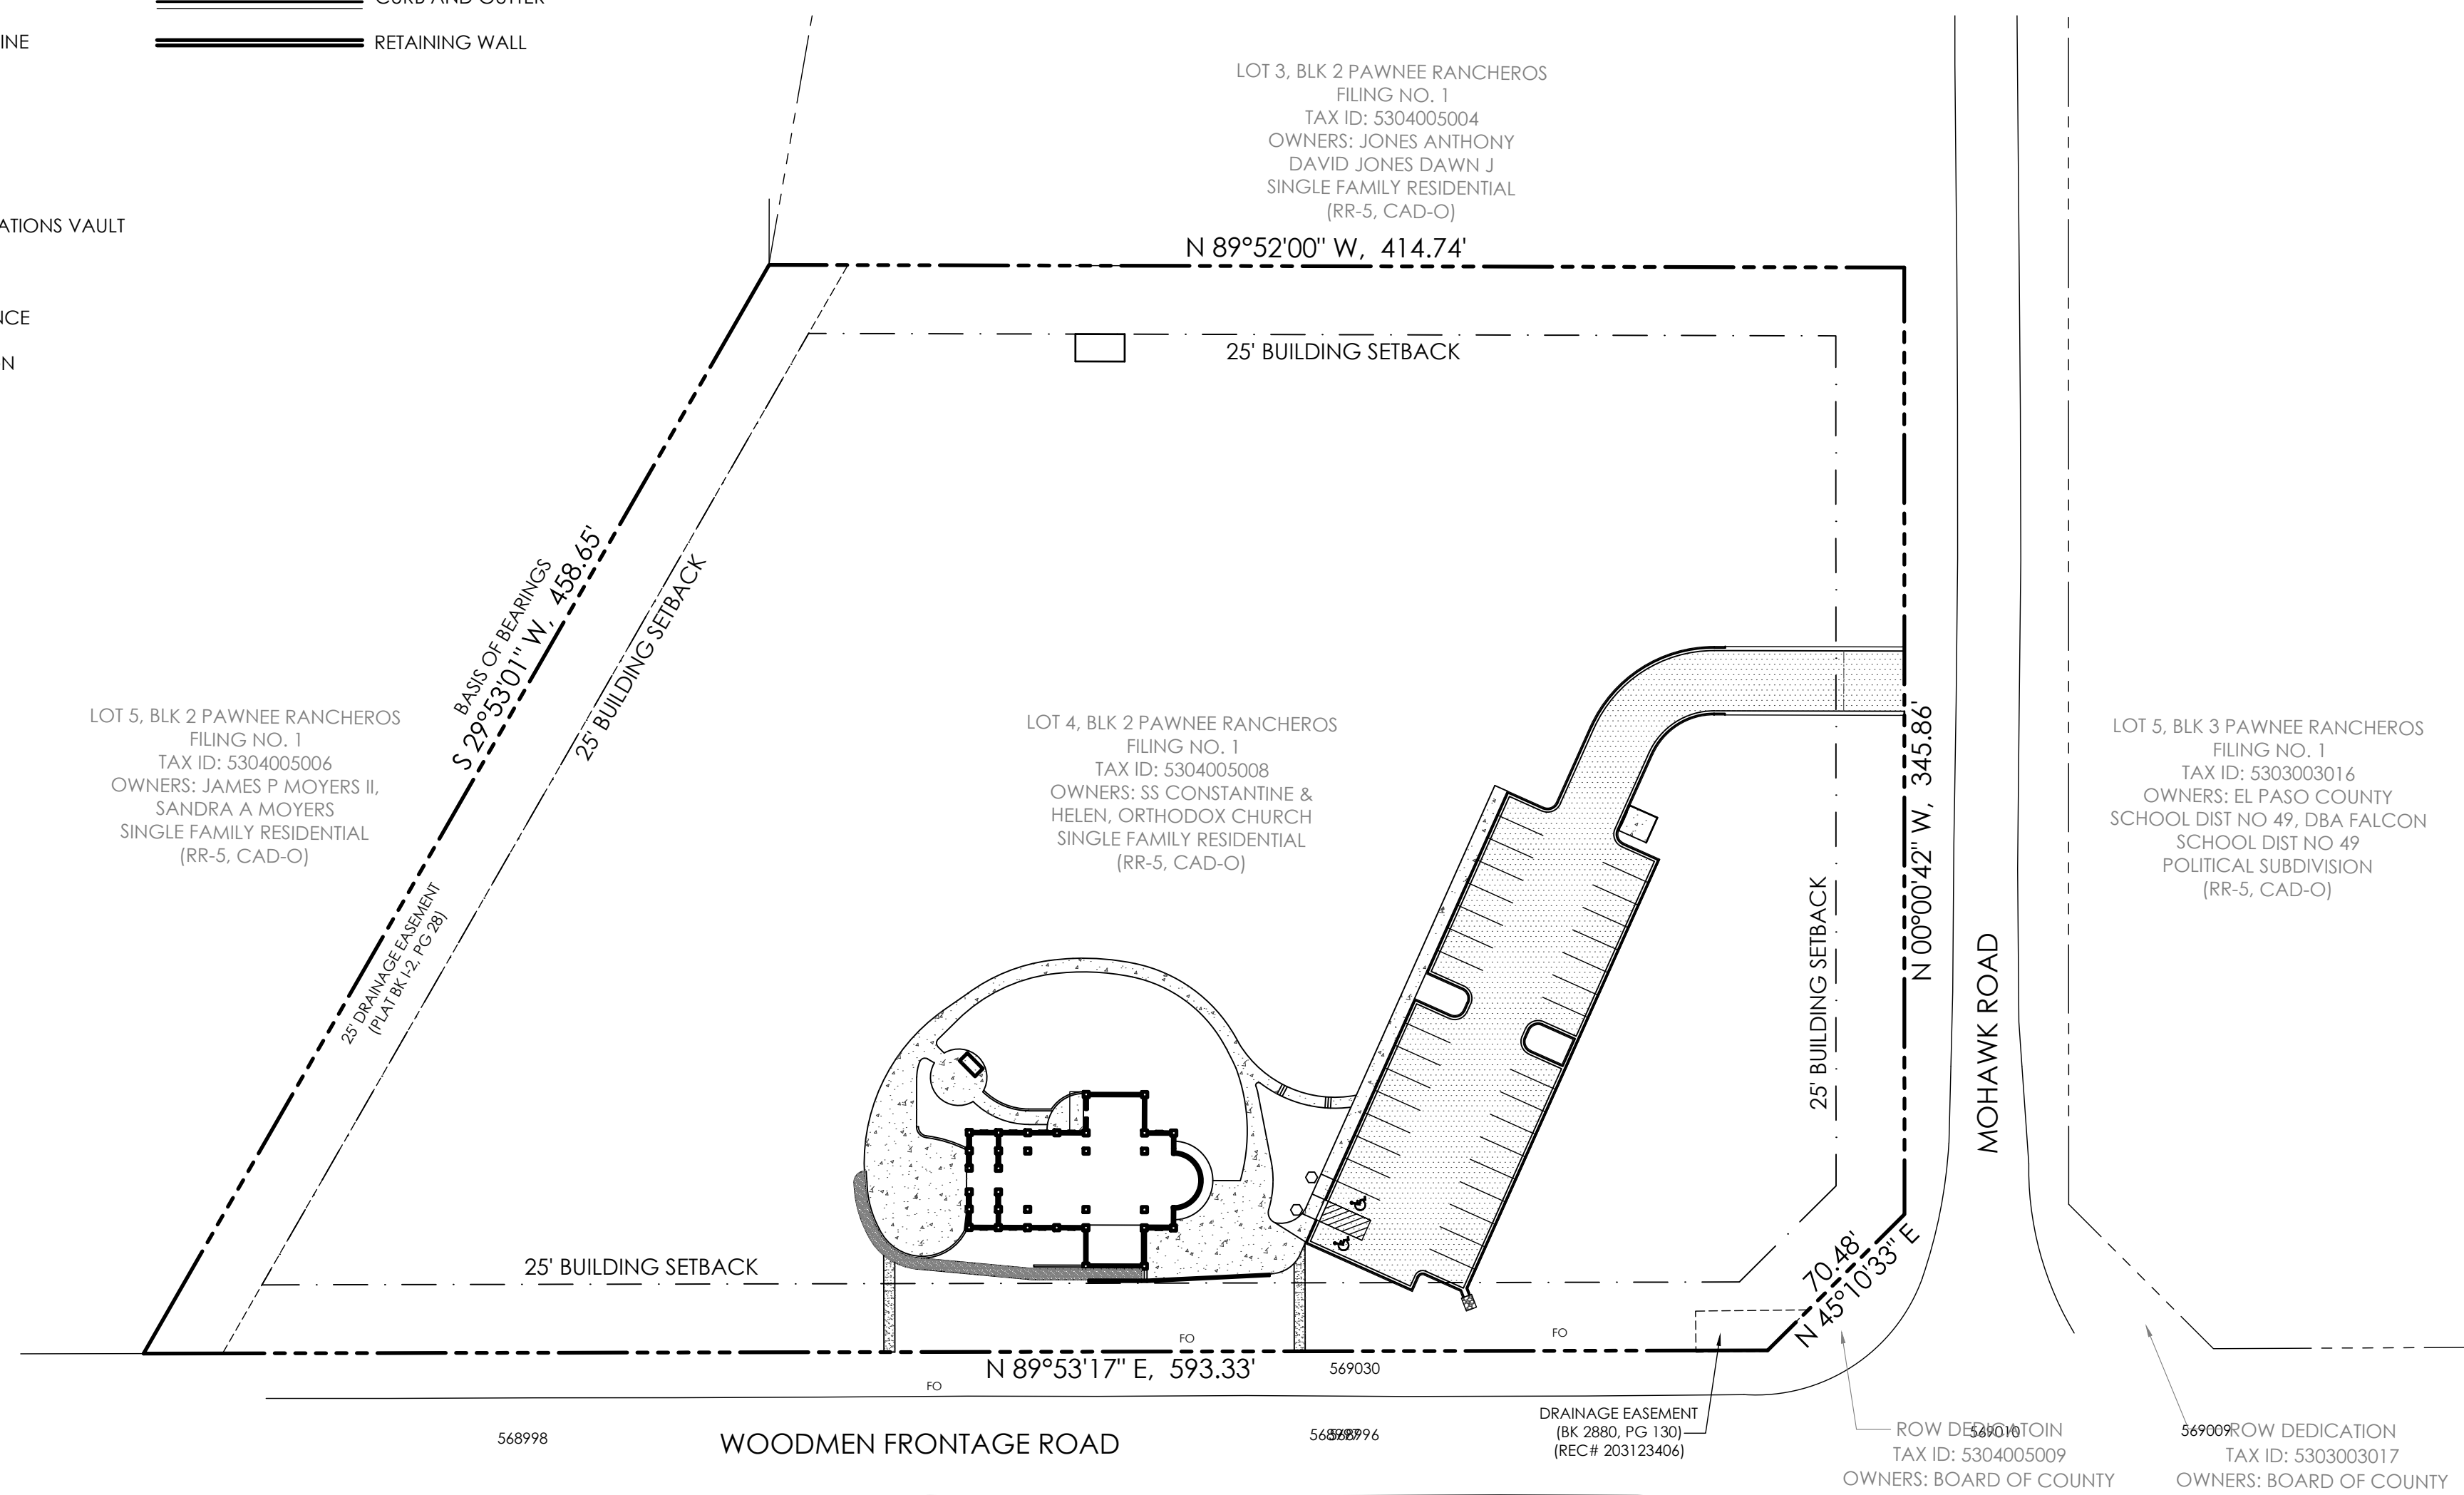 CURB AND GUTTER
INE
RETAINING WALL
ATIONS VAULT
NCE
N
LOT 3, BLK 2 PAWNEE RANCHEROS
FILING NO. 1
TAX ID: 5304005004
OWNERS: JONES ANTHONY
DAVID JONES DAWN J
SINGLE FAMILY RESIDENTIAL
(RR-5, CAD-O)
N 89°52'00" W, 414.74'
25' BUILDING SETBACK
BASIS OF BEARINGS
S 29°53'01" W, 458.65'
25' BUILDING SETBACK
LOT 5, BLK 2 PAWNEE RANCHEROS
FILING NO. 1
TAX ID: 5304005006
OWNERS: JAMES P MOYERS II,
SANDRA A MOYERS
SINGLE FAMILY RESIDENTIAL
(RR-5, CAD-O)
LOT 4, BLK 2 PAWNEE RANCHEROS
FILING NO. 1
TAX ID: 5304005008
OWNERS: SS CONSTANTINE &
HELEN, ORTHODOX CHURCH
SINGLE FAMILY RESIDENTIAL
(RR-5, CAD-O)
N 00°00'42" W, 345.86'
LOT 5, BLK 3 PAWNEE RANCHEROS
FILING NO. 1
TAX ID: 5303003016
OWNERS: EL PASO COUNTY
SCHOOL DIST NO 49, DBA FALCON
SCHOOL DIST NO 49
POLITICAL SUBDIVISION
(RR-5, CAD-O)
25' DRAINAGE EASEMENT
(PLAT BK I-2, PG 28)
25' BUILDING SETBACK
MOHAWK ROAD
25' BUILDING SETBACK
70.48'
N 45°10'33" E
FO
FO
N 89°53'17" E, 593.33'
569030
FO
568998
WOODMEN FRONTAGE ROAD
568996
DRAINAGE EASEMENT
(BK 2880, PG 130)
(REC# 203123406)
ROW DEDICATOIN
569010
TAX ID: 5304005009
OWNERS: BOARD OF COUNTY
569009
ROW DEDICATION
TAX ID: 5303003017
OWNERS: BOARD OF COUNTY